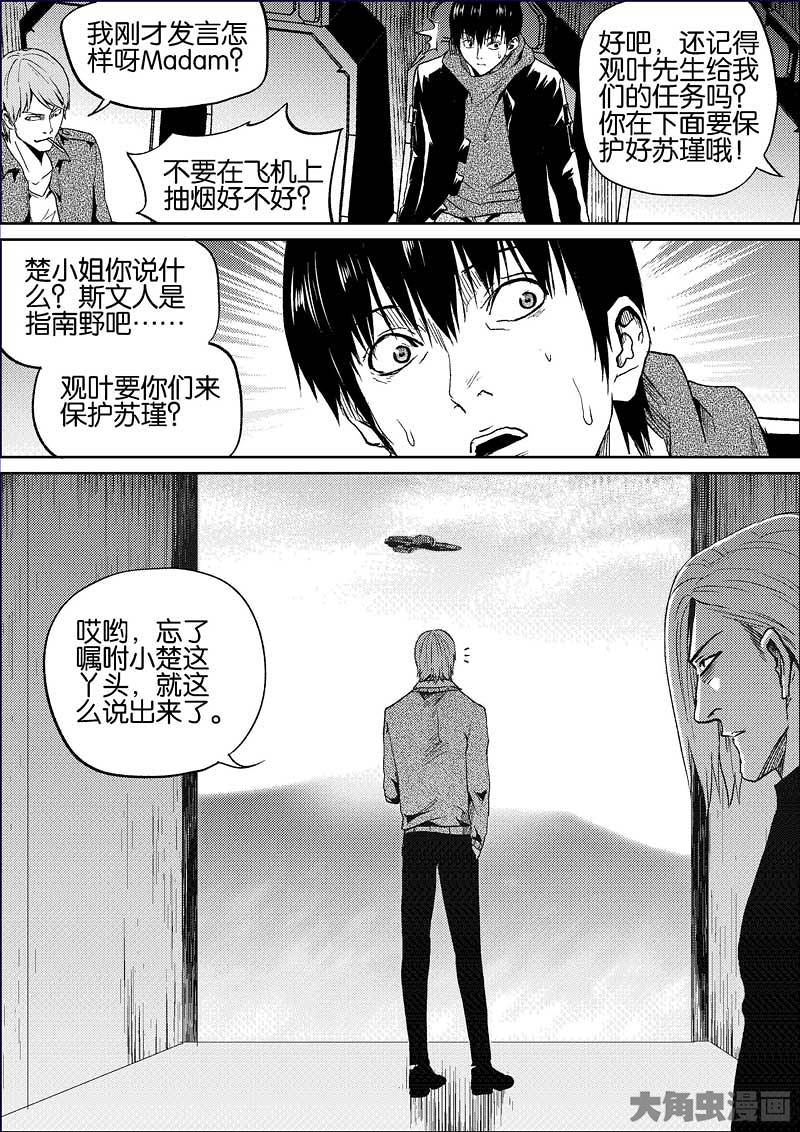 我刚才发言怎
样呀Madam？
不要在飞机上
抽烟好不好？
好吧，还记得
观叶先生给我
们的任务吗？
你在下面要保
护好苏瑾哦！
楚小姐你说什
么？斯文人是
指南野吧……
观叶要你们来
保护苏瑾？
哎哟，忘了
嘱咐小楚这
丫头，就这
么说出来了。
大角虫漫画